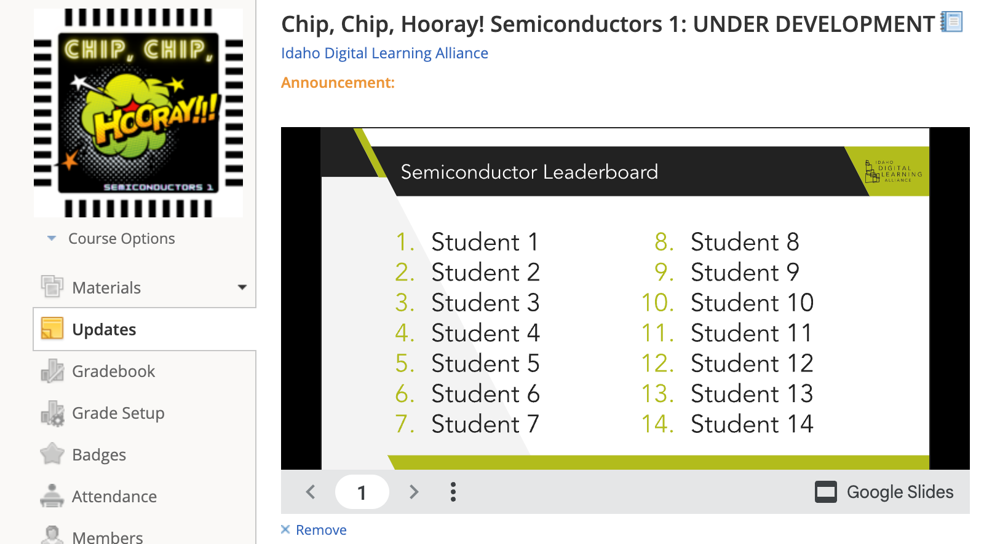 CHIP, CHIP,
HOORAY!!!
SEMICONDUCTORS 1
Course Options
Materials
Updates
Gradebook
Grade Setup
Badges
Attendance
Members
Chip, Chip, Hooray! Semiconductors 1: UNDER DEVELOPMENT
Idaho Digital Learning Alliance
Announcement:
Semiconductor Leaderboard
IDAHO
DIGITAL
LEARNING
ALLIANCE
1. Student 1
2. Student 2
3. Student 3
4. Student 4
5. Student 5
6. Student 6
7. Student 7
8. Student 8
9. Student 9
10. Student 10
11. Student 11
12. Student 12
13. Student 13
14. Student 14
1
Google Slides
Remove